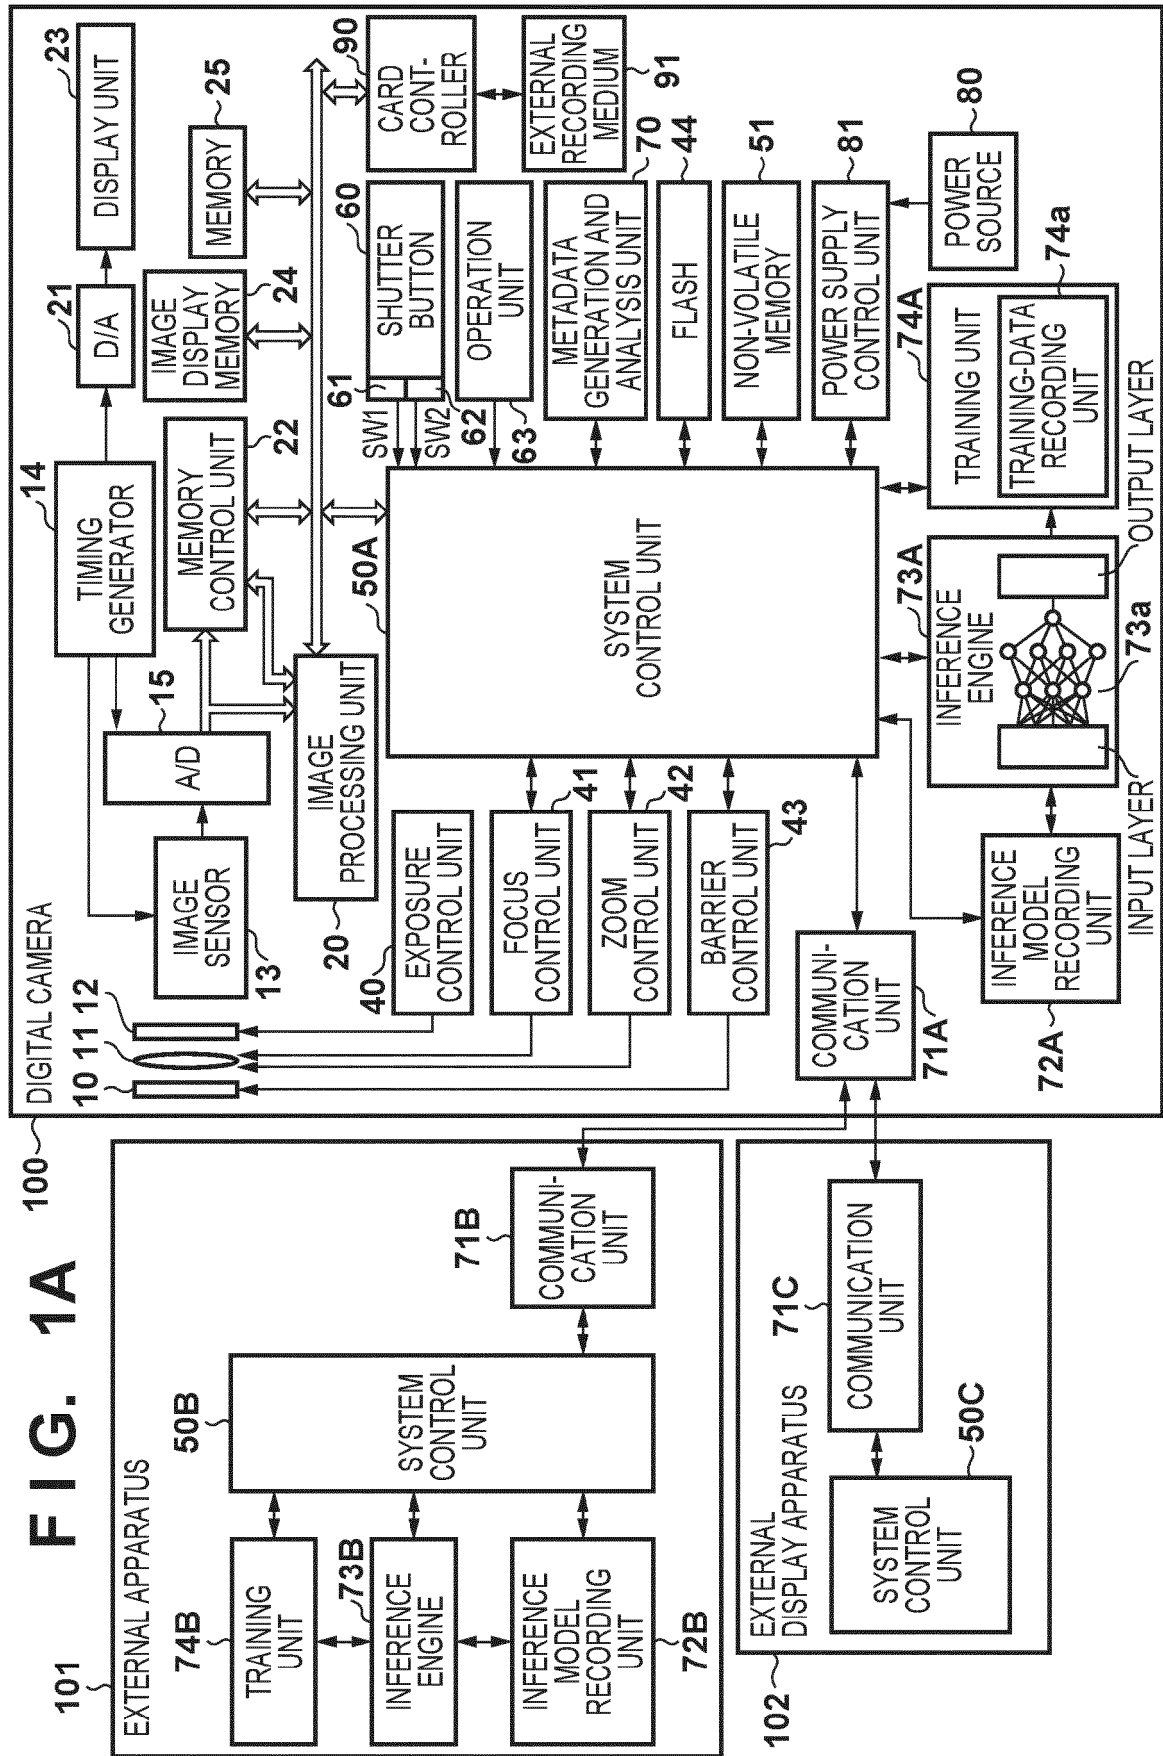 FIG. 1A
100
DIGITAL CAMERA
10
11
12
IMAGE
SENSOR
13
A/D
15
TIMING
GENERATOR
14
D/A
21
DISPLAY UNIT
23
MEMORY
CONTROL UNIT
22
IMAGE
DISPLAY
MEMORY
24
MEMORY
25
IMAGE
PROCESSING UNIT
20
EXPOSURE
CONTROL UNIT
40
FOCUS
CONTROL UNIT
41
ZOOM
CONTROL UNIT
42
BARRIER
CONTROL UNIT
43
50A
SYSTEM
CONTROL UNIT
SW1
SW2
61
62
SHUTTER
BUTTON
60
OPERATION
UNIT
63
CARD
CONT-
ROLLER
90
EXTERNAL
RECORDING
MEDIUM
91
METADATA
GENERATION AND
ANALYSIS UNIT
70
FLASH
44
NON-VOLATILE
MEMORY
51
POWER SUPPLY
CONTROL UNIT
81
POWER
SOURCE
80
COMMUNI-
CATION
UNIT
71A
INFERENCE
MODEL
RECORDING
UNIT
72A
INFERENCE
ENGINE
73A
73a
INPUT LAYER
OUTPUT LAYER
TRAINING UNIT
74A
TRAINING-DATA
RECORDING
UNIT
74a
101
EXTERNAL APPARATUS
74B
TRAINING
UNIT
73B
INFERENCE
ENGINE
INFERENCE
MODEL
RECORDING
UNIT
72B
50B
SYSTEM
CONTROL
UNIT
71B
COMMUNI-
CATION
UNIT
102
EXTERNAL
DISPLAY APPARATUS
SYSTEM
CONTROL
UNIT
50C
71C
COMMUNICATION
UNIT